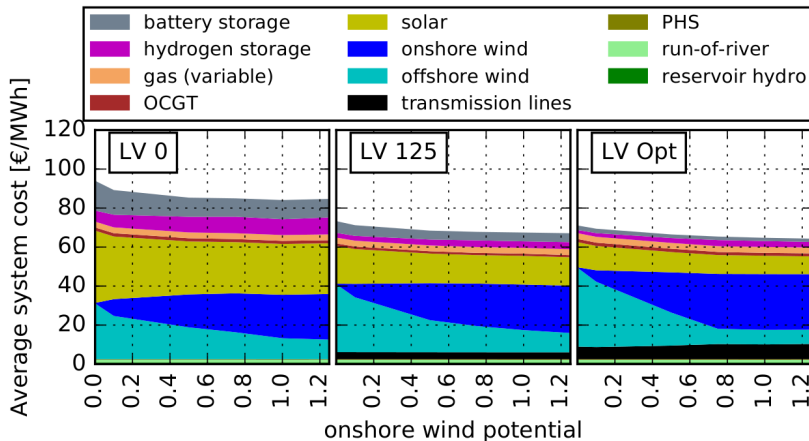 battery storage solar PHS
hydrogen storage onshore wind run-of-river
gas (variable) offshore wind reservoir hydro
OCGT transmission lines
Average system cost [€/MWh]
120
100
80
60
40
20
0
LV 0 LV 125 LV Opt
0.0 0.2 0.4 0.6 0.8 1.0 1.2 0.2 0.4 0.6 0.8 1.0 1.2 0.2 0.4 0.6 0.8 1.0 1.2
onshore wind potential